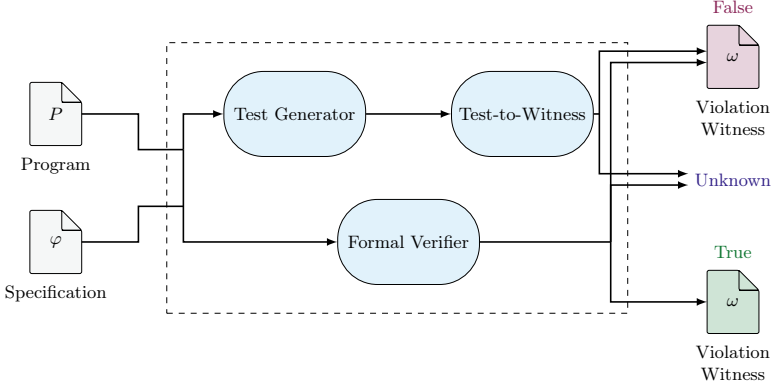 False
ω
Violation
Witness
P
Program
Test Generator
Test-to-Witness
Unknown
φ
Specification
Formal Verifier
True
ω
Violation
Witness